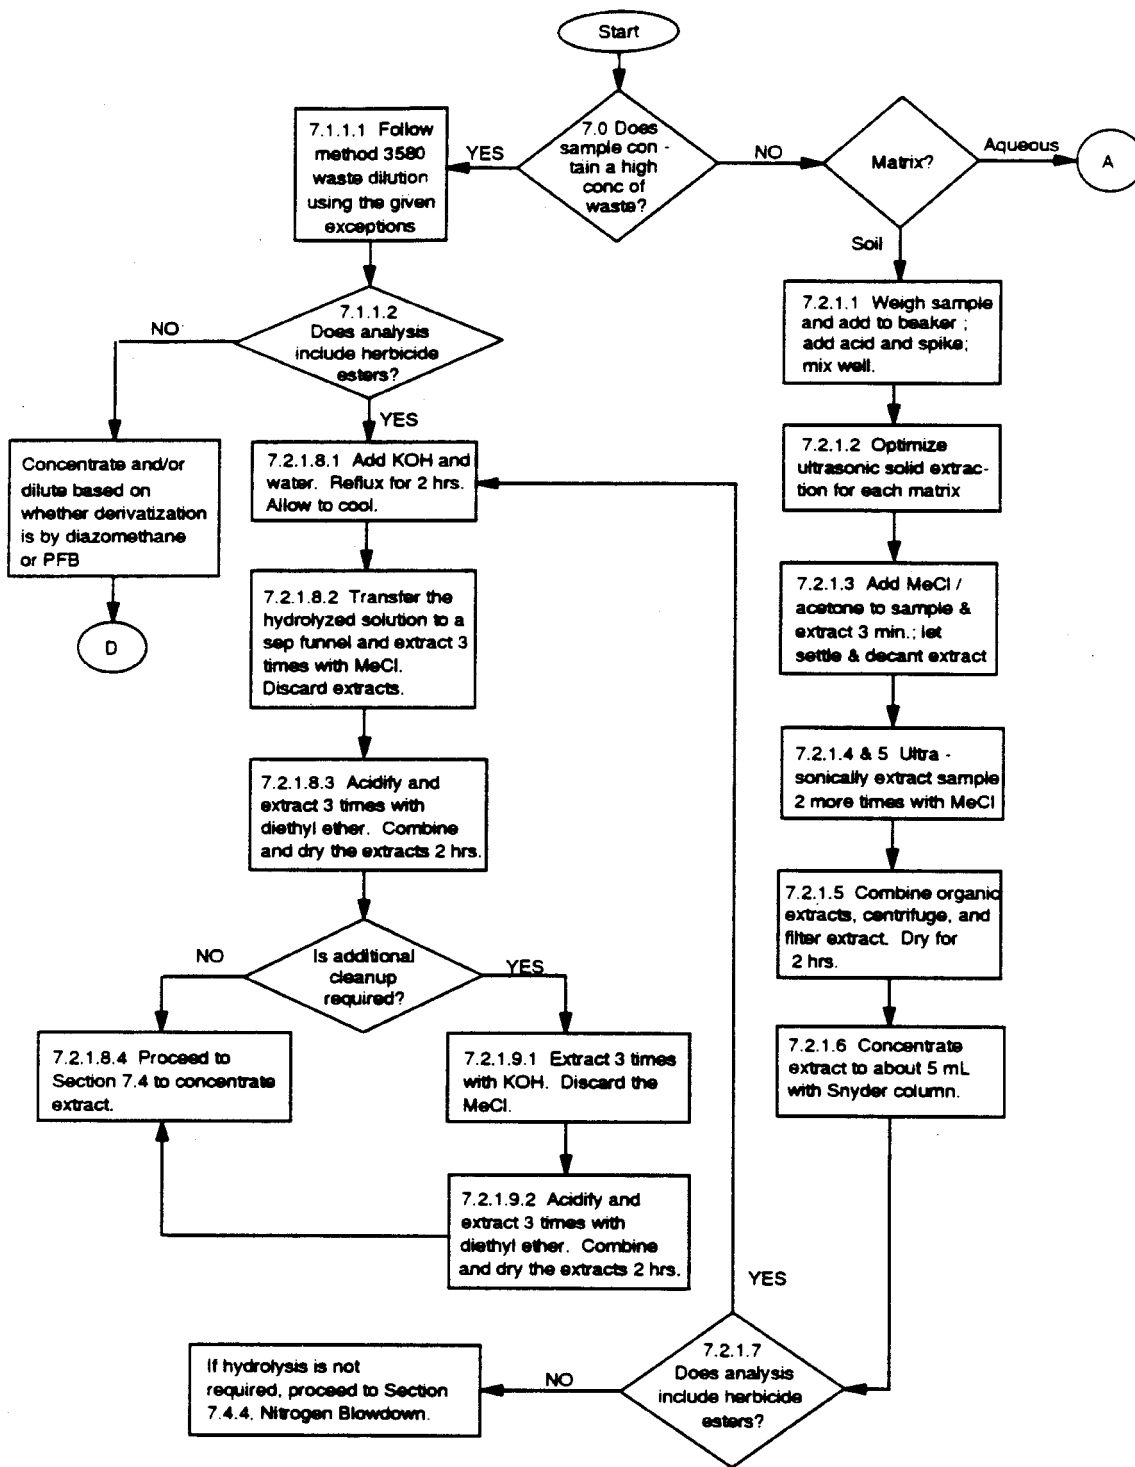 Start
7.0 Does
sample con -
tain a high
conc of
waste?
YES
NO
7.1.1.1 Follow
method 3580
waste dilution
using the given
exceptions
Matrix?
Aqueous
A
Soil
7.1.1.2
Does analysis
include herbicide
esters?
NO
YES
7.2.1.1 Weigh sample
and add to beaker ;
add acid and spike;
mix well.
Concentrate and/or
dilute based on
whether derivatization
is by diazomethane
or PFB
D
7.2.1.8.1 Add KOH and
water. Reflux for 2 hrs.
Allow to cool.
7.2.1.2 Optimize
ultrasonic solid extrac-
tion for each matrix
7.2.1.8.2 Transfer the
hydrolyzed solution to a
sep funnel and extract 3
times with MeCl.
Discard extracts.
7.2.1.3 Add MeCl /
acetone to sample &
extract 3 min.; let
settle & decant extract
7.2.1.8.3 Acidify and
extract 3 times with
diethyl ether. Combine
and dry the extracts 2 hrs.
7.2.1.4 & 5 Ultra -
sonically extract sample
2 more times with MeCl
7.2.1.5 Combine organic
extracts, centrifuge, and
filter extract. Dry for
2 hrs.
Is additional
cleanup
required?
NO
YES
7.2.1.8.4 Proceed to
Section 7.4 to concentrate
extract.
7.2.1.9.1 Extract 3 times
with KOH. Discard the
MeCl.
7.2.1.6 Concentrate
extract to about 5 mL
with Snyder column.
7.2.1.9.2 Acidify and
extract 3 times with
diethyl ether. Combine
and dry the extracts 2 hrs.
YES
7.2.1.7
Does analysis
include herbicide
esters?
NO
If hydrolysis is not
required, proceed to Section
7.4.4. Nitrogen Blowdown.